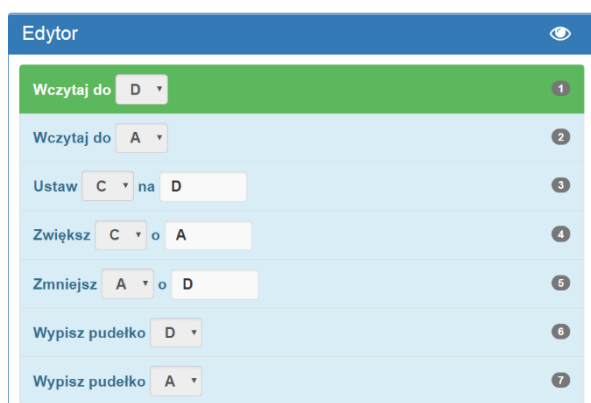 Edytor
Wczytaj do D 1
Wczytaj do A 2
Ustaw C na D 3
Zwiększ C o A 4
Zmniejsz A o D 5
Wypisz pudełko D 6
Wypisz pudełko A 7